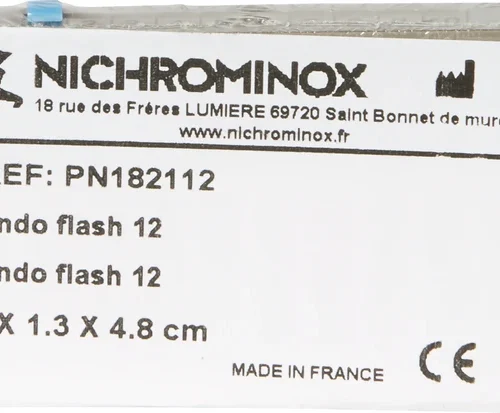 NICHROMINOX
18 rue des Fréres LUMIERE 69720 Saint Bonnet de mure
www.nichrominox.fr
EF: PN182112
ndo flash 12
ndo flash 12
X 1.3 X 4.8 cm
MADE IN FRANCE CE